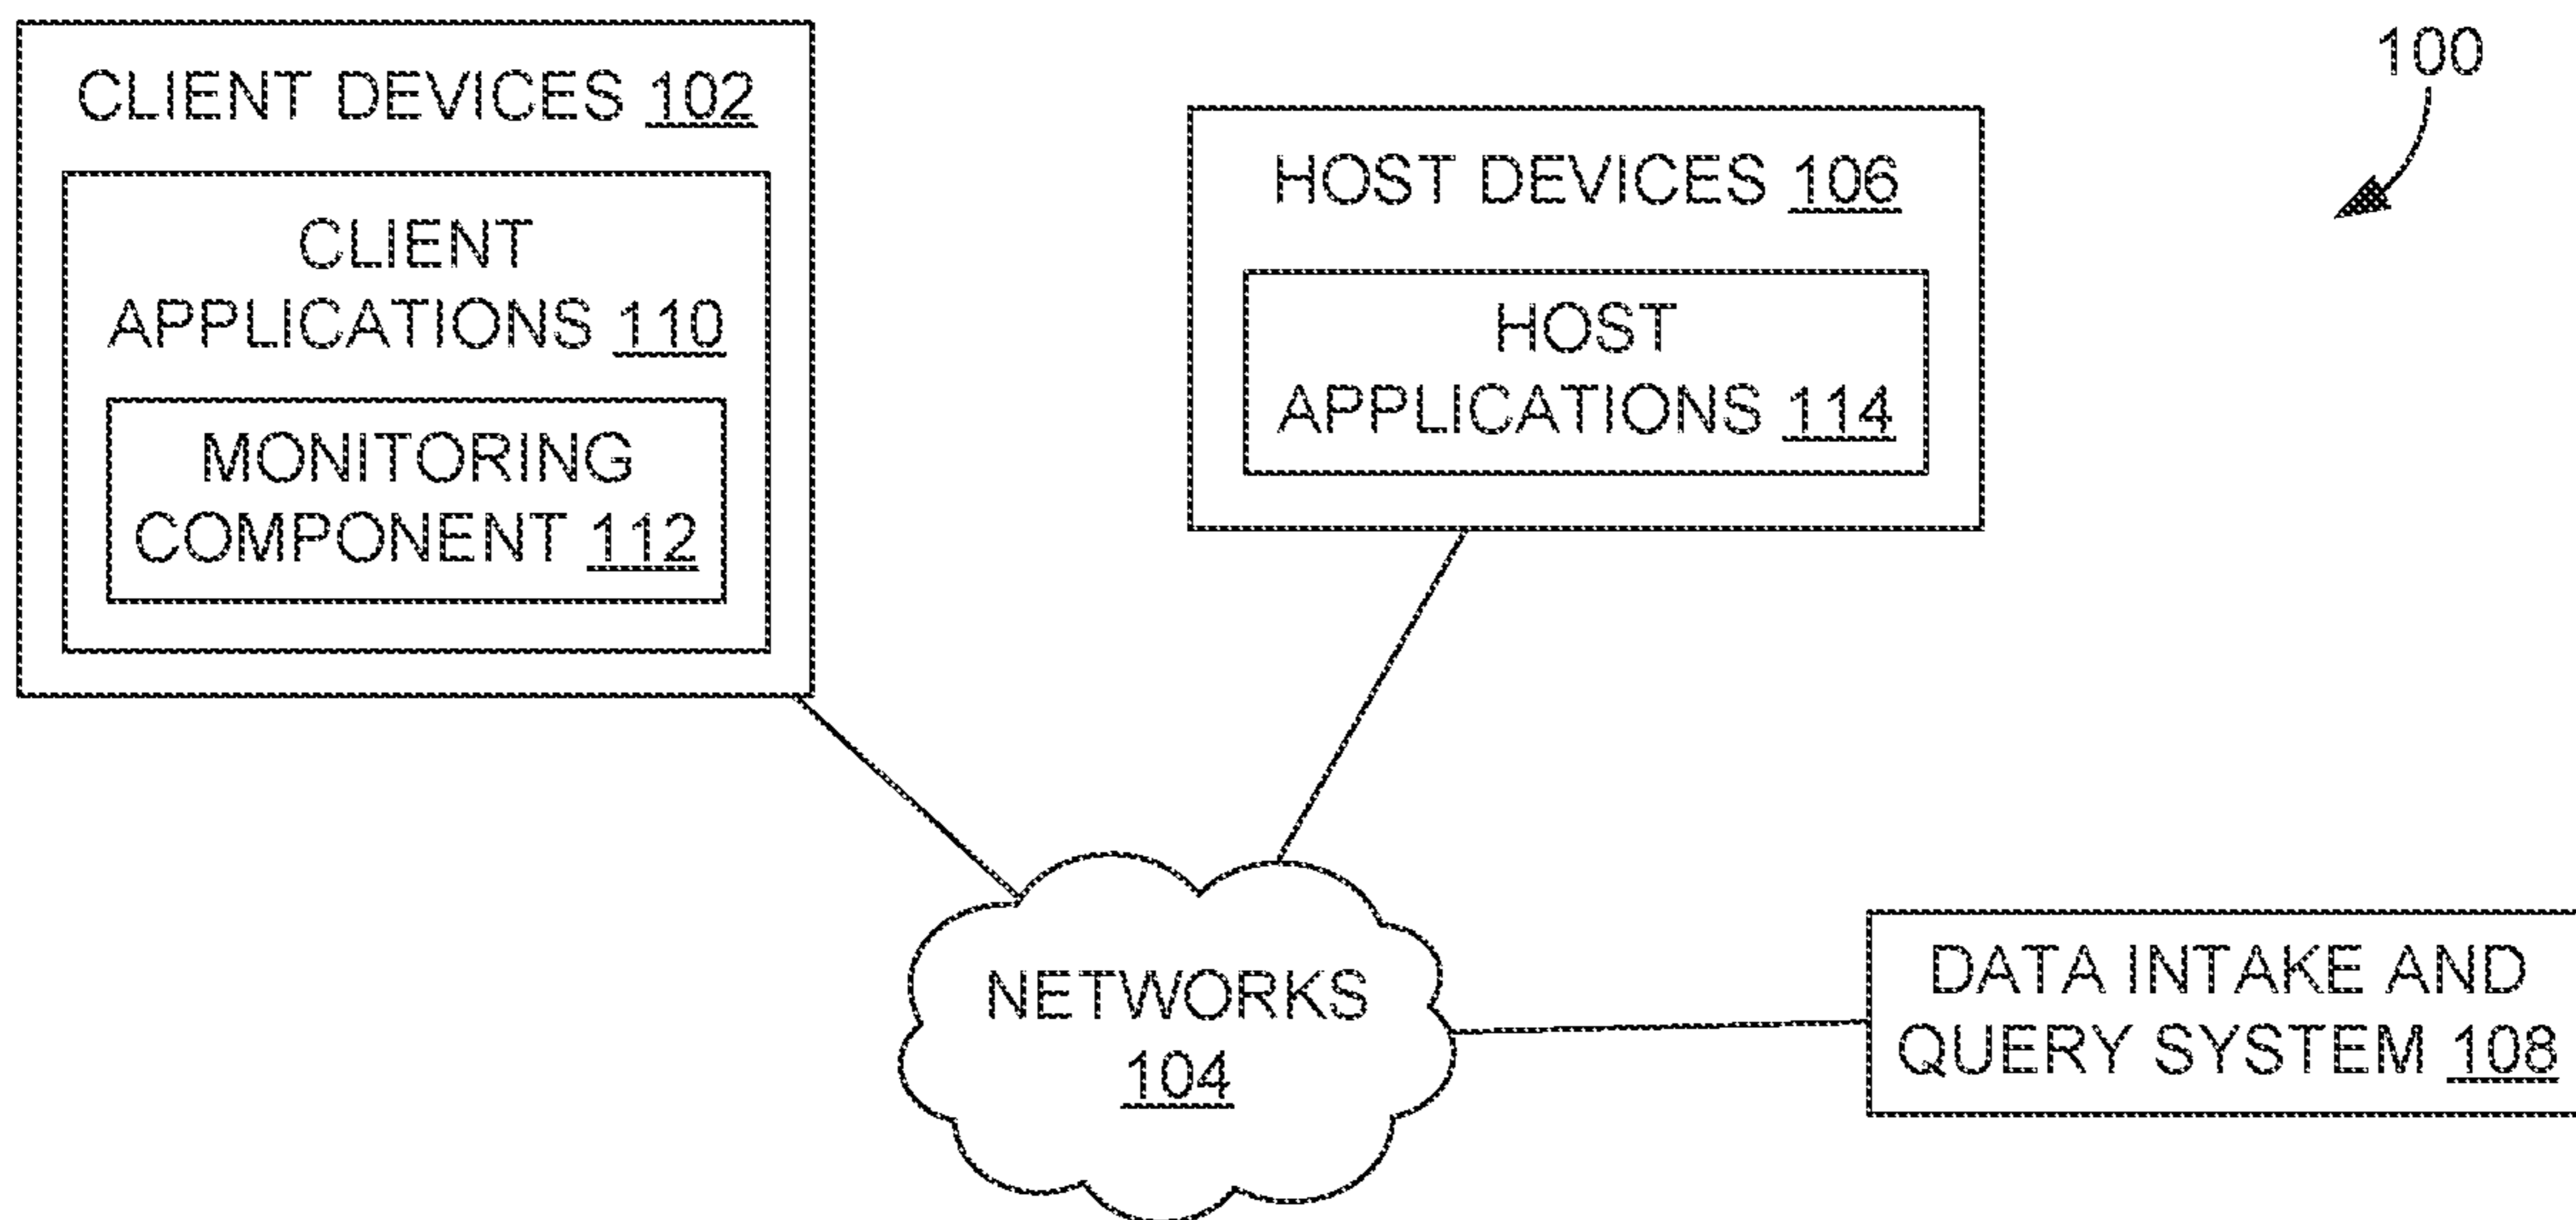 CLIENT DEVICES 102
CLIENT
APPLICATIONS 110
MONITORING
COMPONENT 112
HOST DEVICES 106
HOST
APPLICATIONS 114
100
NETWORKS
104
DATA INTAKE AND
QUERY SYSTEM 108